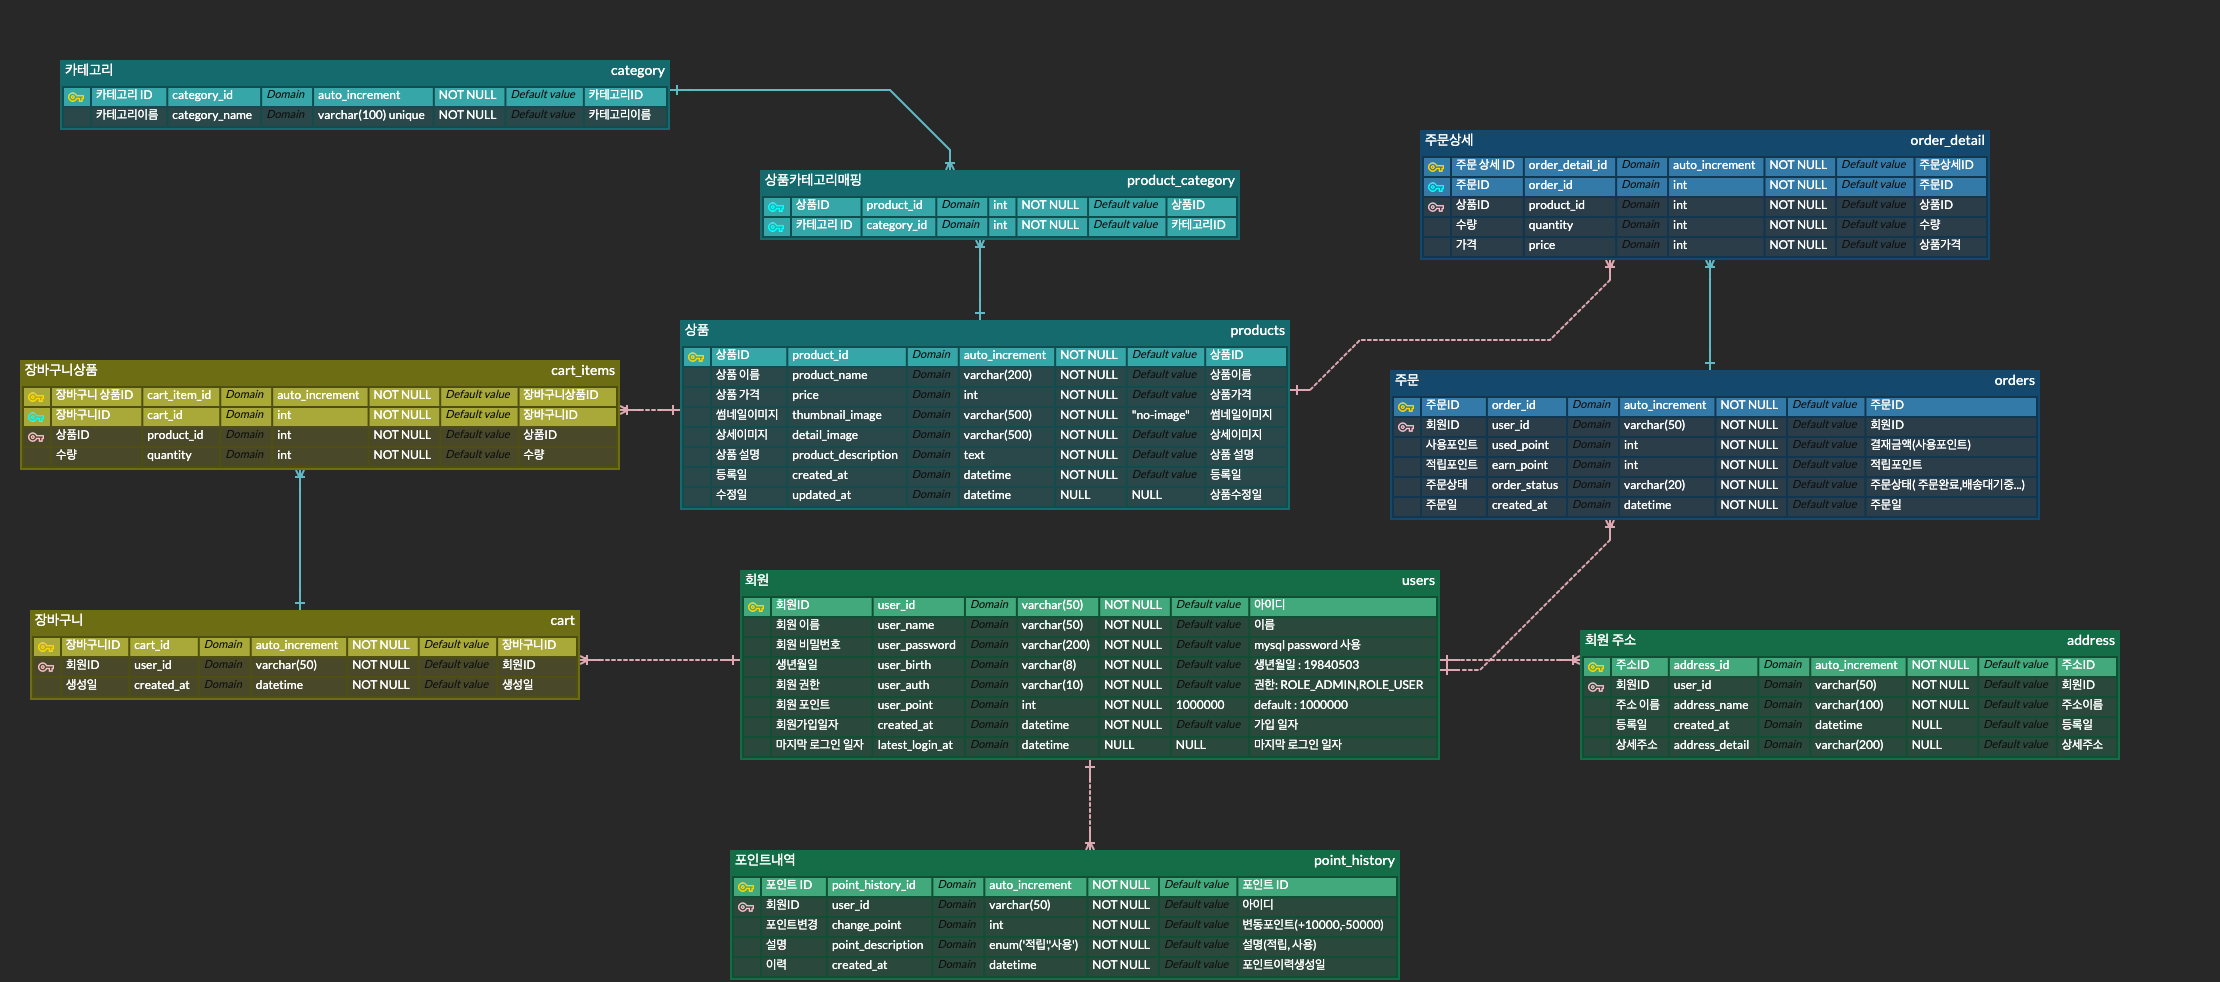 카테고리 category
카테고리 ID category_id Domain auto_increment NOT NULL Default value 카테고리ID
카테고리이름 category_name Domain varchar(100) unique NOT NULL Default value 카테고리이름
상품카테고리매핑 product_category
상품ID product_id Domain int NOT NULL Default value 상품ID
카테고리 ID category_id Domain int NOT NULL Default value 카테고리ID
주문상세 order_detail
주문 상세 ID order_detail_id Domain auto_increment NOT NULL Default value 주문상세ID
주문ID order_id Domain int NOT NULL Default value 주문ID
상품ID product_id Domain int NOT NULL Default value 상품ID
수량 quantity Domain int NOT NULL Default value 수량
가격 price Domain int NOT NULL Default value 상품가격
상품 products
상품ID product_id Domain auto_increment NOT NULL Default value 상품ID
상품 이름 product_name Domain varchar(200) NOT NULL Default value 상품이름
상품 가격 price Domain int NOT NULL Default value 상품가격
썸네일이미지 thumbnail_image Domain varchar(500) NOT NULL "no-image" 썸네일이미지
상세이미지 detail_image Domain varchar(500) NOT NULL Default value 상세이미지
상품 설명 product_description Domain text NOT NULL Default value 상품 설명
등록일 created_at Domain datetime NOT NULL Default value 등록일
수정일 updated_at Domain datetime NULL NULL 상품수정일
장바구니상품 cart_items
장바구니 상품ID cart_item_id Domain auto_increment NOT NULL Default value 장바구니상품ID
장바구니ID cart_id Domain int NOT NULL Default value 장바구니ID
상품ID product_id Domain int NOT NULL Default value 상품ID
수량 quantity Domain int NOT NULL Default value 수량
주문 orders
주문ID order_id Domain auto_increment NOT NULL Default value 주문ID
회원ID user_id Domain varchar(50) NOT NULL Default value 회원ID
사용포인트 used_point Domain int NOT NULL Default value 결재금액(사용포인트)
적립포인트 earn_point Domain int NOT NULL Default value 적립포인트
주문상태 order_status Domain varchar(20) NOT NULL Default value 주문상태( 주문완료,배송대기중...)
주문일 created_at Domain datetime NOT NULL Default value 주문일
장바구니 cart
장바구니ID cart_id Domain auto_increment NOT NULL Default value 장바구니ID
회원ID user_id Domain varchar(50) NOT NULL Default value 회원ID
생성일 created_at Domain datetime NOT NULL Default value 생성일
회원 users
회원ID user_id Domain varchar(50) NOT NULL Default value 아이디
회원 이름 user_name Domain varchar(50) NOT NULL Default value 이름
회원 비밀번호 user_password Domain varchar(200) NOT NULL Default value mysql password 사용
생년월일 user_birth Domain varchar(8) NOT NULL Default value 생년월일 : 19840503
회원 권한 user_auth Domain varchar(10) NOT NULL Default value 권한: ROLE_ADMIN,ROLE_USER
회원 포인트 user_point Domain int NOT NULL 1000000 default : 1000000
회원가입일자 created_at Domain datetime NOT NULL Default value 가입 일자
마지막 로그인 일자 latest_login_at Domain datetime NULL NULL 마지막 로그인 일자
회원 주소 address
주소ID address_id Domain auto_increment NOT NULL Default value 주소ID
회원ID user_id Domain varchar(50) NOT NULL Default value 회원ID
주소 이름 address_name Domain varchar(100) NOT NULL Default value 주소이름
등록일 created_at Domain datetime NULL Default value 등록일
상세주소 address_detail Domain varchar(200) NULL Default value 상세주소
포인트내역 point_history
포인트 ID point_history_id Domain auto_increment NOT NULL Default value 포인트 ID
회원ID user_id Domain varchar(50) NOT NULL Default value 아이디
포인트변경 change_point Domain int NOT NULL Default value 변동포인트(+10000,-50000)
설명 point_description Domain enum('적립','사용') NOT NULL Default value 설명(적립, 사용)
이력 created_at Domain datetime NOT NULL Default value 포인트이력생성일